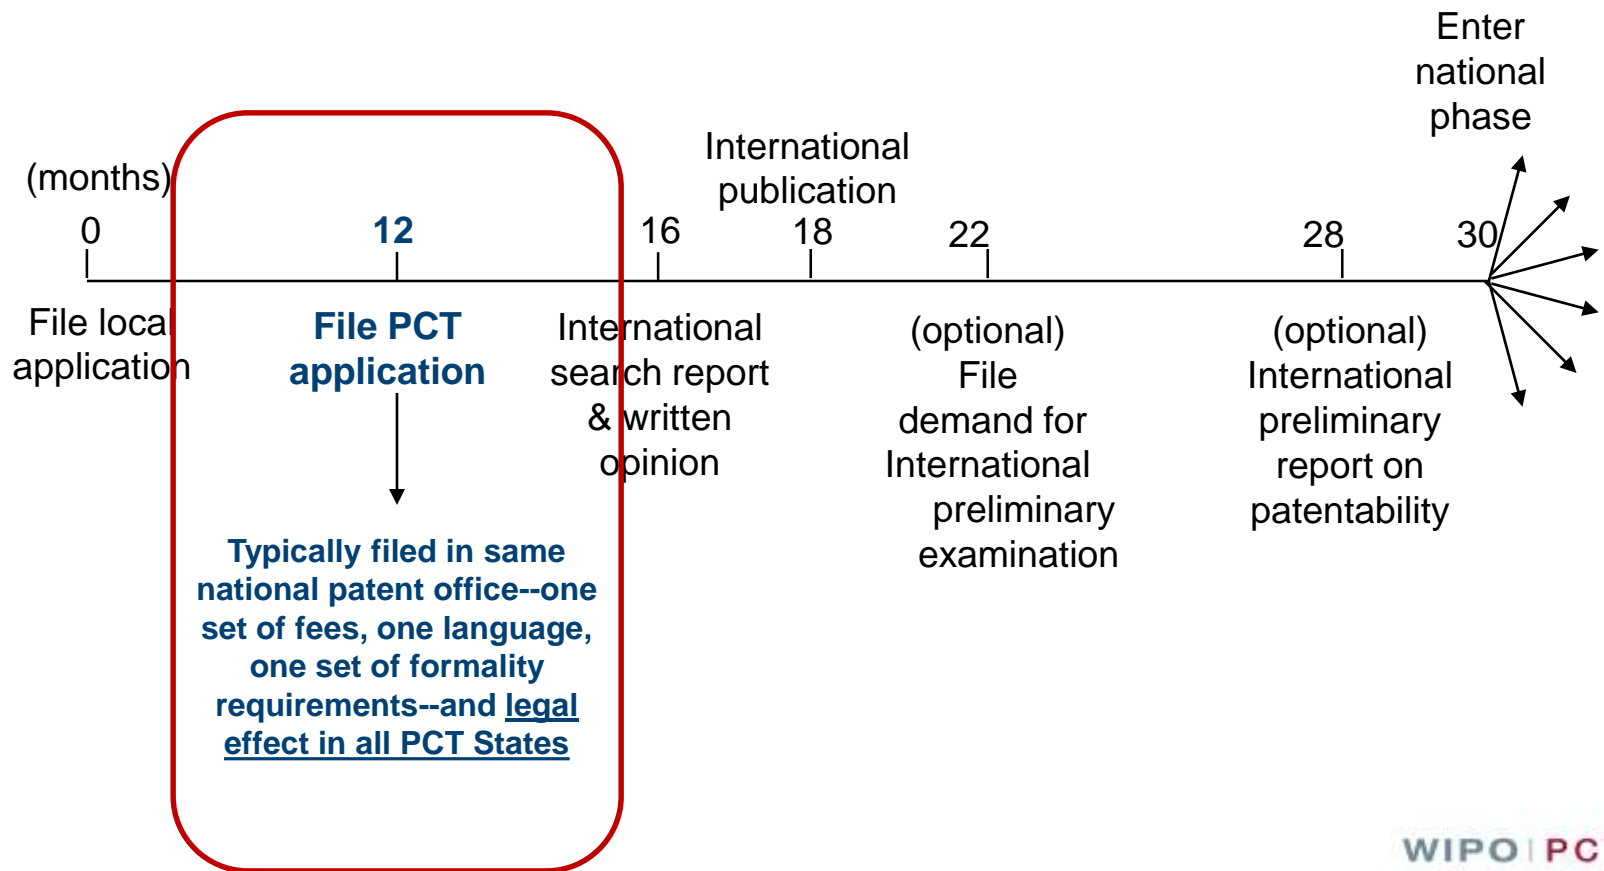 Enter
national
phase
(months)
International
publication
0
12
16
18
22
28
30
File local
application
File PCT
application
International
search report
& written
opinion
(optional)
File
demand for
International
preliminary
examination
(optional)
International
preliminary
report on
patentability
Typically filed in same
national patent office--one
set of fees, one language,
one set of formality
requirements--and legal
effect in all PCT States
WIPO | PC